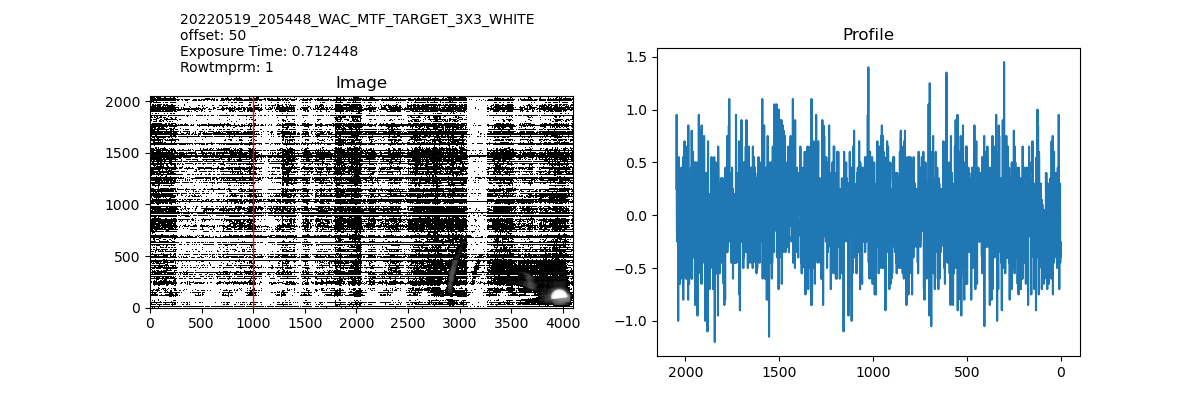 20220519_205448_WAC_MTF_TARGET_3X3_WHITE
offset: 50
Exposure Time: 0.712448
Rowtmprm: 1
Image
2000
1500
1000
500
0
0 500 1000 1500 2000 2500 3000 3500 4000
Profile
1.5
1.0
0.5
0.0
−0.5
−1.0
2000 1500 1000 500 0